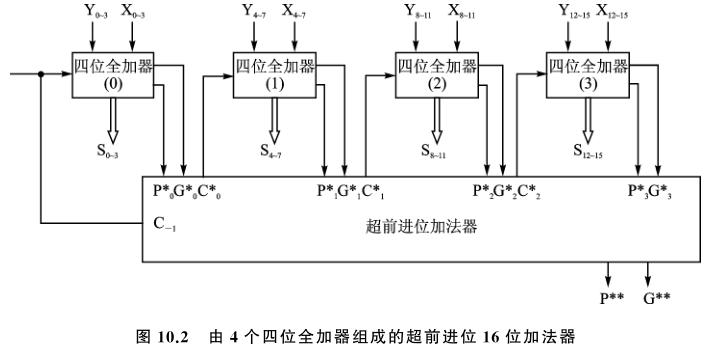 Y₀~₃ X₀~₃ Y₄~₇ X₄~₇ Y₈~₁₁ X₈~₁₁ Y₁₂~₁₅ X₁₂~₁₅
四位全加器 四位全加器 四位全加器 四位全加器
(0) (1) (2) (3)
S₀~₃ S₄~₇ S₈~₁₁ S₁₂~₁₅
P*₀G*₀C*₀ P*₁G*₁C*₁ P*₂G*₂C*₂ P*₃G*₃
C₋₁ 超前进位加法器
P** G**
图 10.2 由 4 个四位全加器组成的超前进位 16 位加法器